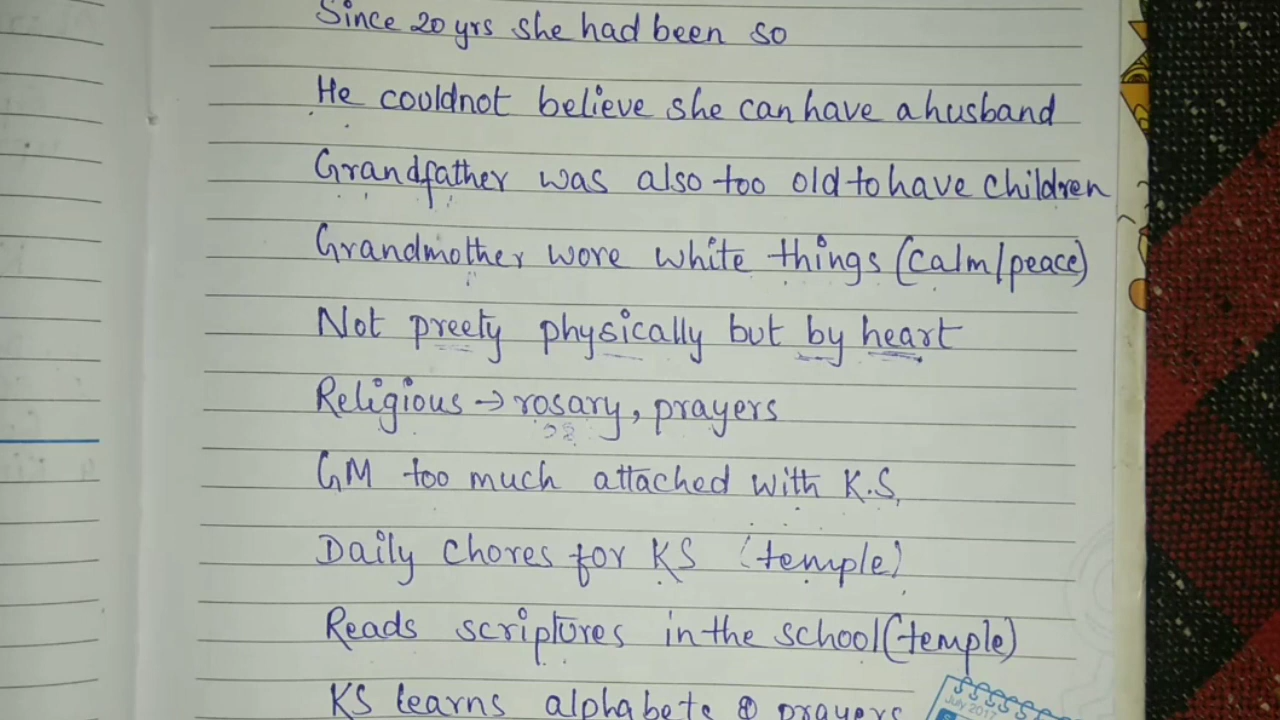 Since 20 yrs she had been so
He couldnot believe she can have a husband
Grandfather was also too old to have children
Grandmother wore white things (calm/peace)
Not preety physically but by heart
Religious → rosary, prayers
GM too much attached with K.S,
Daily chores for KS (temple)
Reads scriptures in the school (temple)
KS learns alphabets & prayers
July 2017